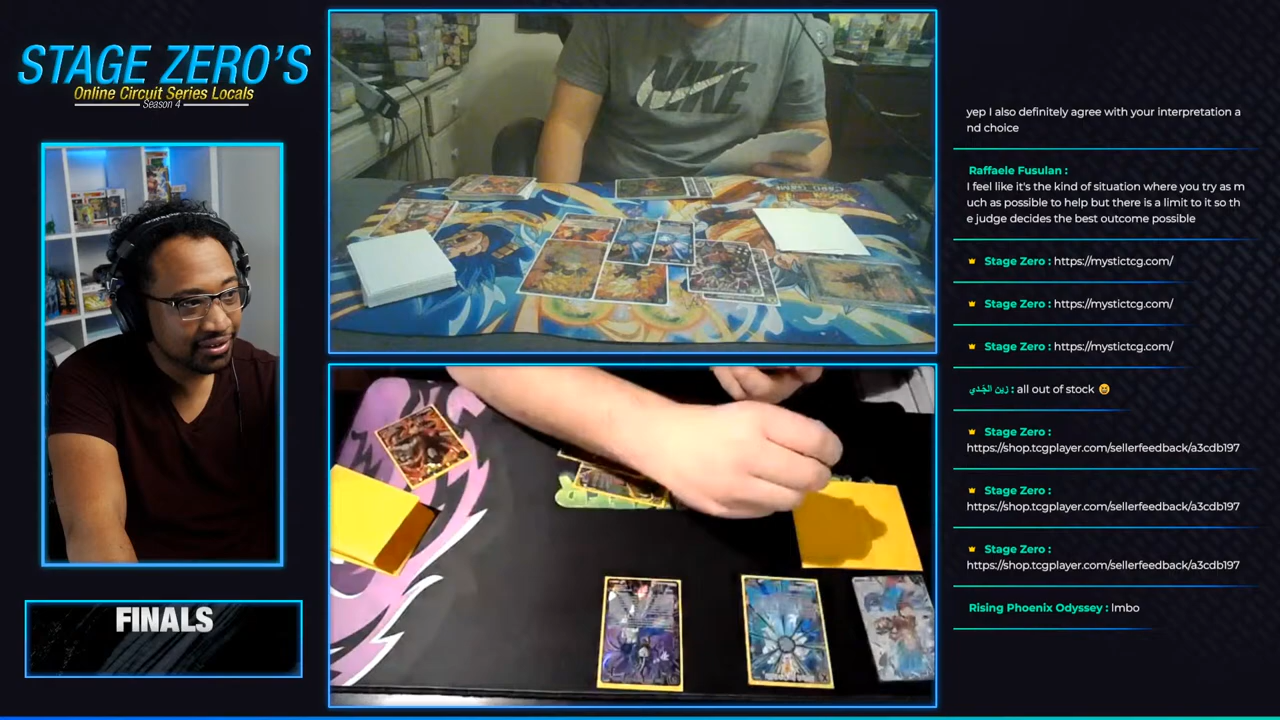 STAGE ZERO'S
Online Circuit Series Locals
Season 4
FINALS
NIKE
yep I also definitely agree with your interpretation a
nd choice
Raffaele Fusulan :
I feel like it's the kind of situation where you try as m
uch as possible to help but there is a limit to it so th
e judge decides the best outcome possible
Stage Zero : https://mystictcg.com/
Stage Zero : https://mystictcg.com/
Stage Zero : https://mystictcg.com/
all out of stock 😆
Stage Zero :
https://shop.tcgplayer.com/sellerfeedback/a3cdb197
Stage Zero :
https://shop.tcgplayer.com/sellerfeedback/a3cdb197
Stage Zero :
https://shop.tcgplayer.com/sellerfeedback/a3cdb197
Rising Phoenix Odyssey : lmbo